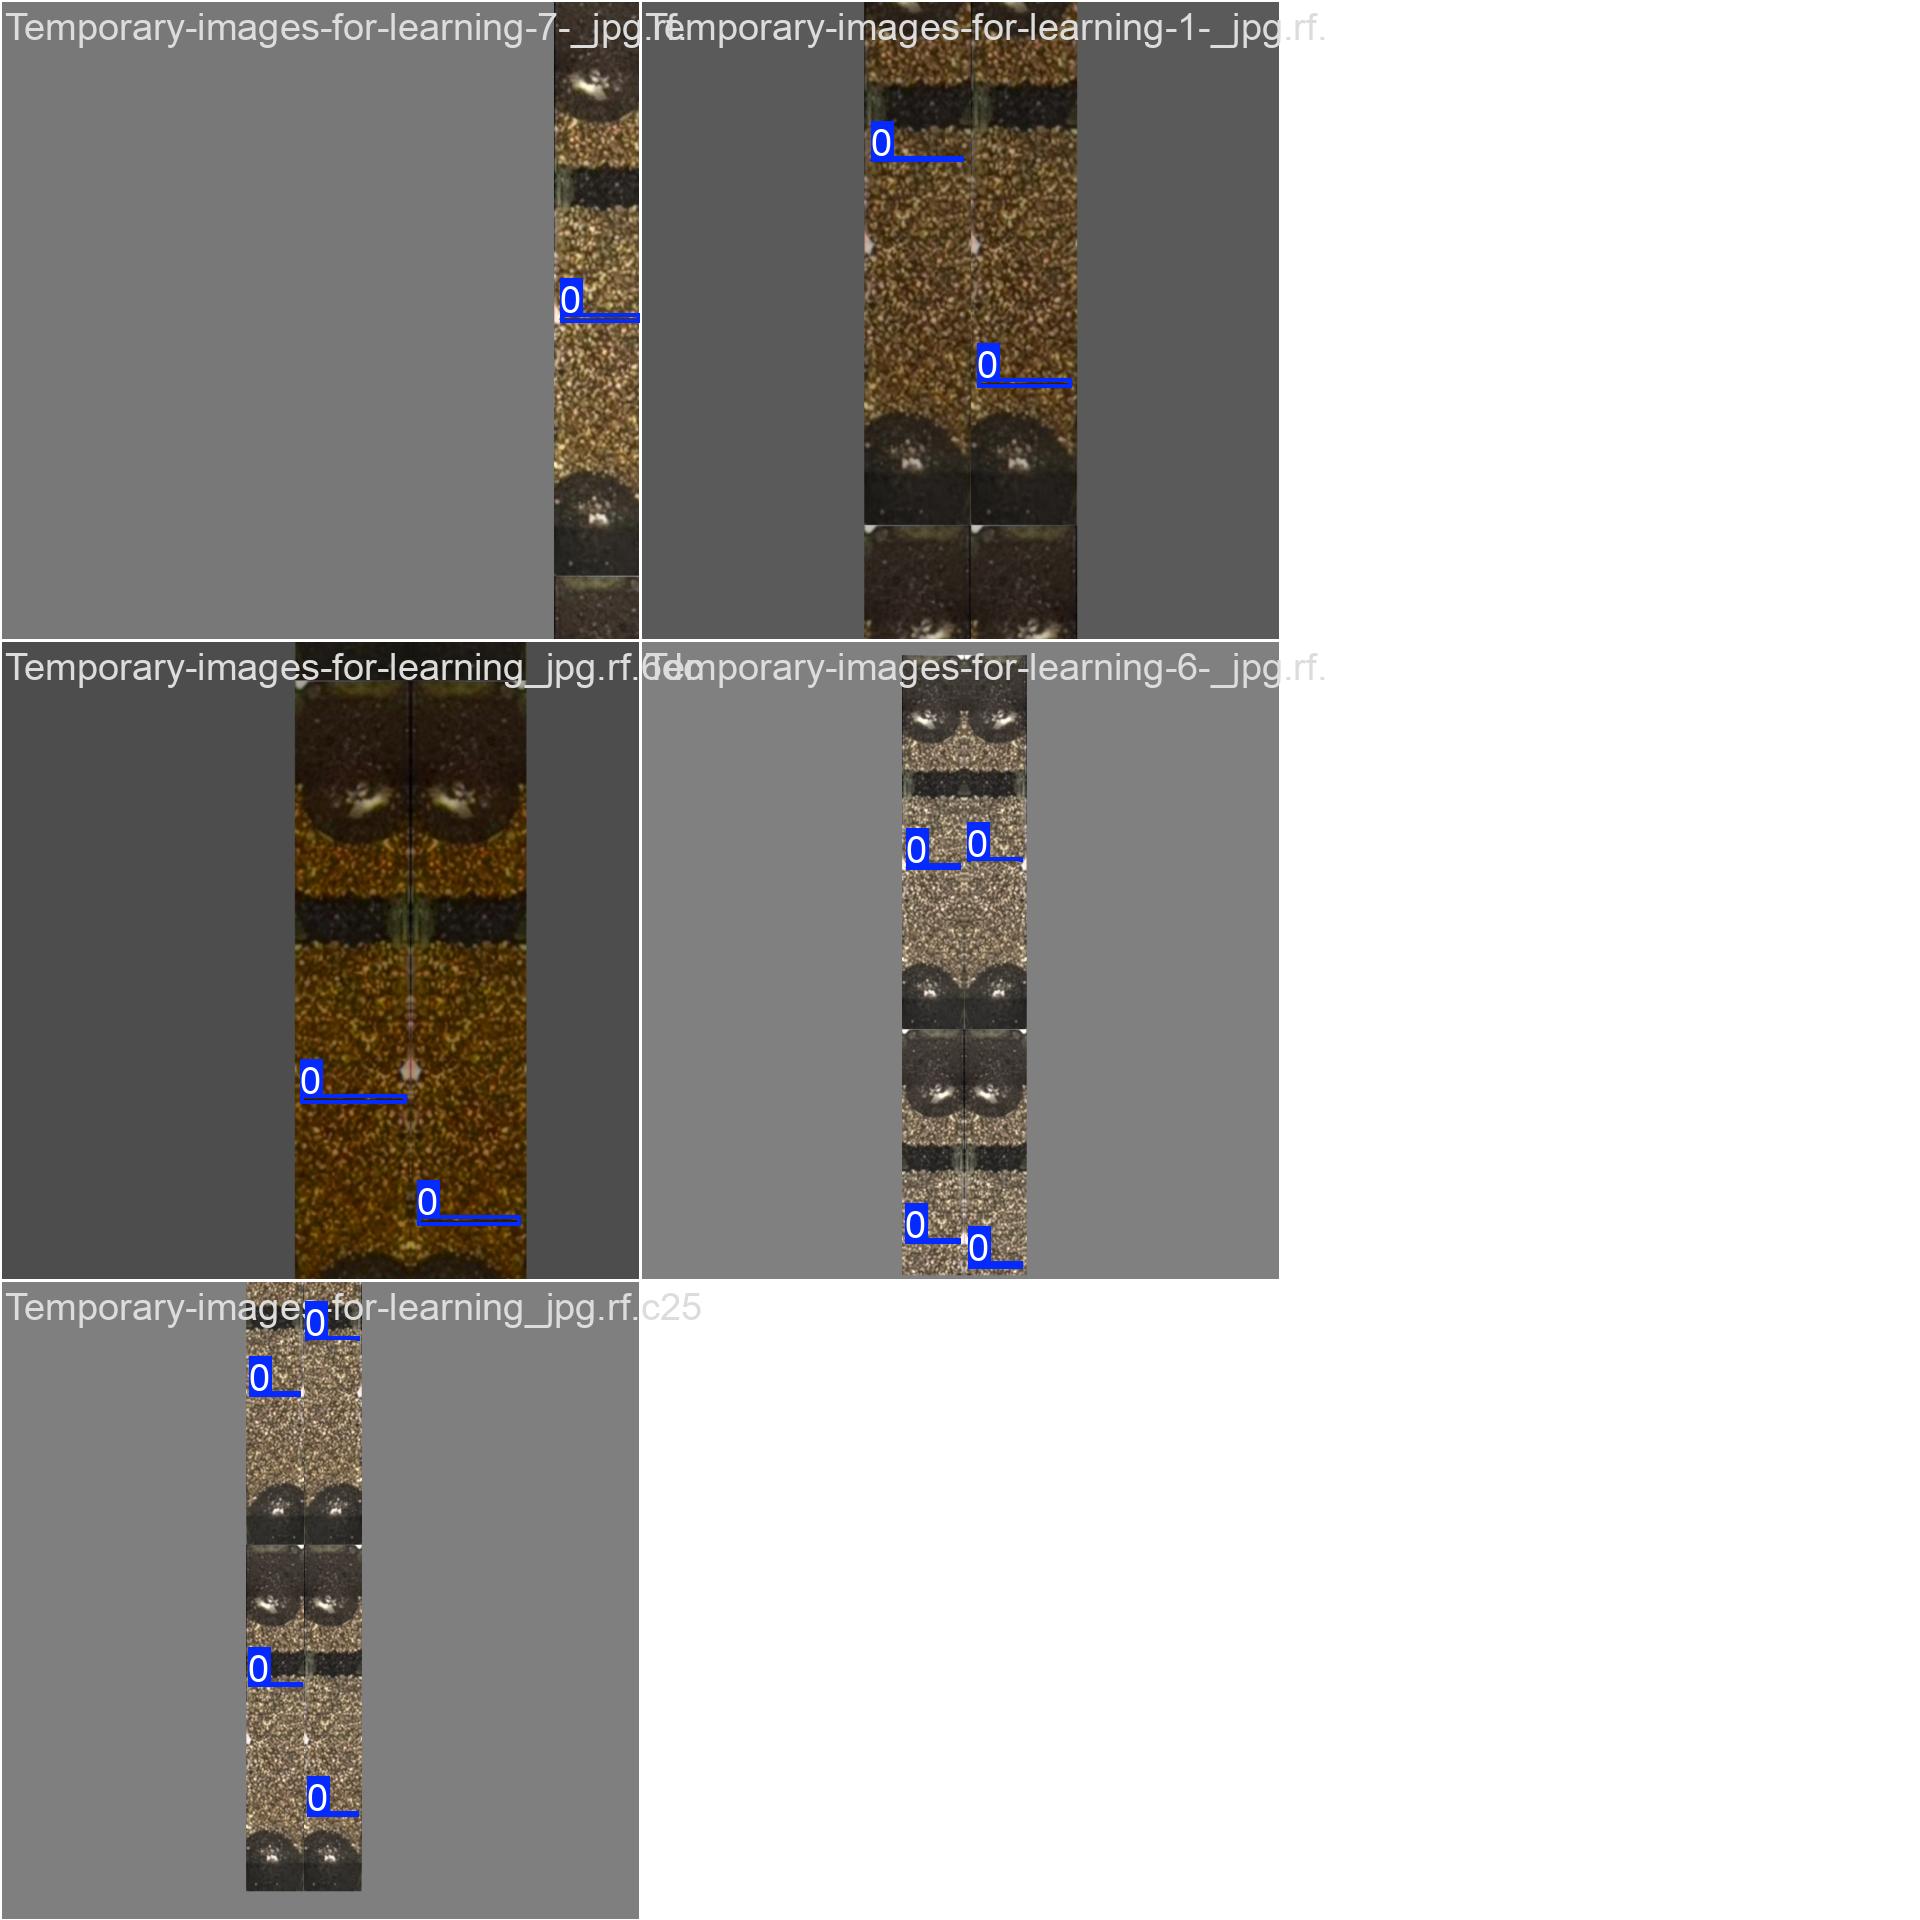 Temporary-images-for-learning-7-_jpg.rf.
Temporary-images-for-learning-1-_jpg.rf.
0
0
0
Temporary-images-for-learning_jpg.rf.6dc
Temporary-images-for-learning-6-_jpg.rf.
0
0
0
0
0
0
Temporary-images-for-learning_jpg.rf.c25
0
0
0
0